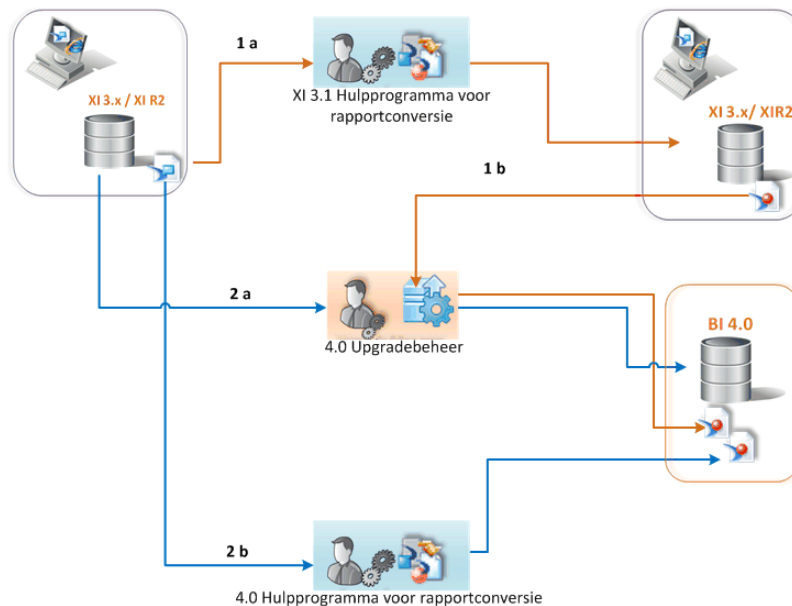 1 a
XI 3.x / XI R2
XI 3.1 Hulpprogramma voor
rapportconversie
XI 3.x/ XIR2
1 b
2 a
4.0 Upgradebeheer
BI 4.0
2 b
4.0 Hulpprogramma voor rapportconversie